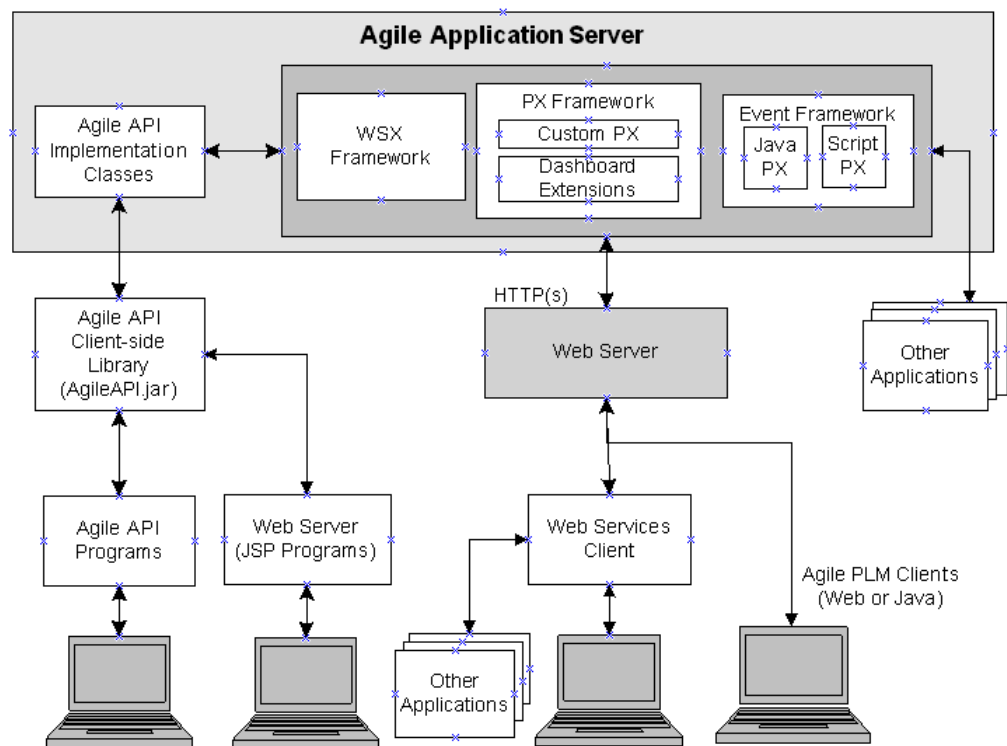 Agile Application Server
Agile API
Implementation
Classes
WSX
Framework
PX Framework
Custom PX
Dashboard
Extensions
Event Framework
Java
PX
Script
PX
HTTP(s)
Agile API
Client-side
Library
(AgileAPI.jar)
Web Server
Other
Applications
Agile API
Programs
Web Server
(JSP Programs)
Web Services
Client
Agile PLM Clients
(Web or Java)
Other
Applications